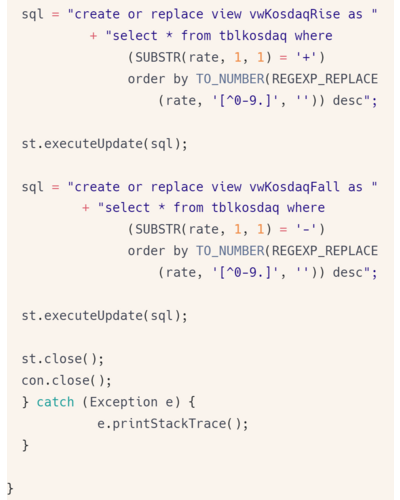 sql = "create or replace view vwKosdaqRise as "
+ "select * from tblkosdaq where
(SUBSTR(rate, 1, 1) = '+')
order by TO_NUMBER(REGEXP_REPLACE
(rate, '[^0-9.]', '')) desc";
st.executeUpdate(sql);
sql = "create or replace view vwKosdaqFall as "
+ "select * from tblkosdaq where
(SUBSTR(rate, 1, 1) = '-')
order by TO_NUMBER(REGEXP_REPLACE
(rate, '[^0-9.]', '')) desc";
st.executeUpdate(sql);
st.close();
con.close();
} catch (Exception e) {
e.printStackTrace();
}
}